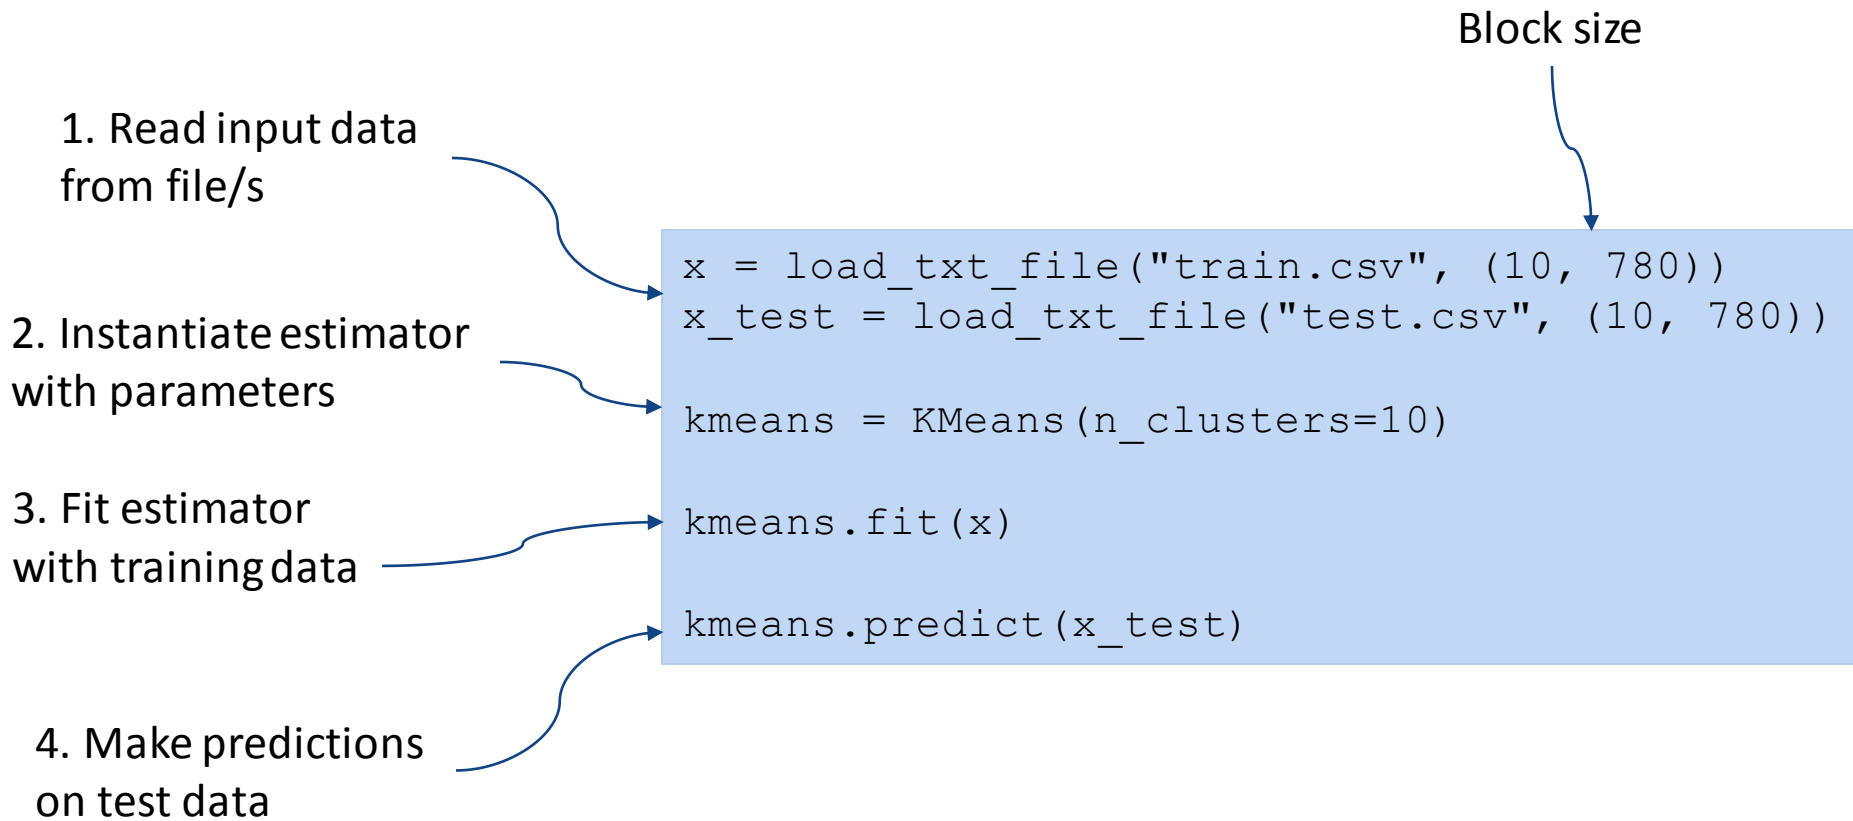 Block size
1. Read input data
from file/s
x = load_txt_file("train.csv", (10, 780))
x_test = load_txt_file("test.csv", (10, 780))
2. Instantiate estimator
with parameters
kmeans = KMeans(n_clusters=10)
3. Fit estimator
with training data
kmeans.fit(x)
kmeans.predict(x_test)
4. Make predictions
on test data